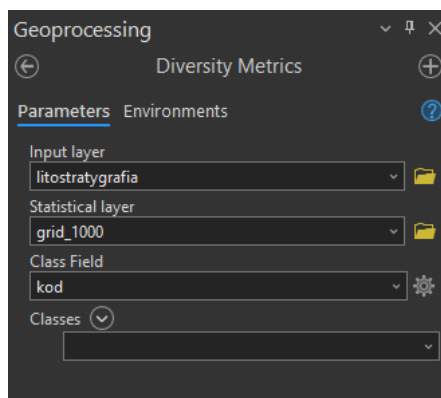 Geoprocessing
Diversity Metrics
Parameters Environments
Input layer
litostratygrafia
Statistical layer
grid_1000
Class Field
kod
Classes